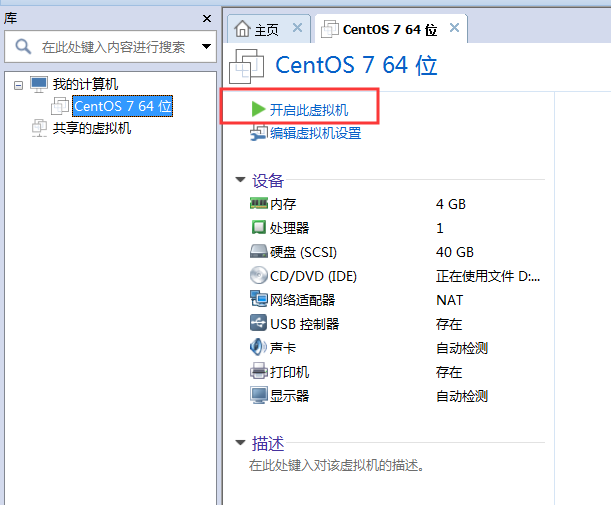 库
在此处键入内容进行搜索
我的计算机
CentOS 7 64 位
共享的虚拟机
主页
CentOS 7 64 位
CentOS 7 64 位
开启此虚拟机
编辑虚拟机设置
设备
内存 4 GB
处理器 1
硬盘 (SCSI) 40 GB
CD/DVD (IDE) 正在使用文件 D:...
网络适配器 NAT
USB 控制器 存在
声卡 自动检测
打印机 存在
显示器 自动检测
描述
在此处键入对该虚拟机的描述。